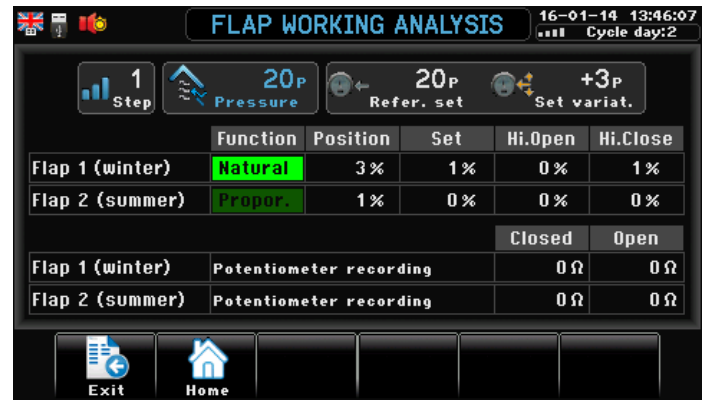 FLAP WORKING ANALYSIS
16-01-14 13:46:07
Cycle day:2
1 Step
20P Pressure
20P Refer. set
+3P Set variat.
Function Position Set Hi.Open Hi.Close
Flap 1 (winter) Natural 3% 1% 0% 1%
Flap 2 (summer) Propor. 1% 0% 0% 0%
Closed Open
Flap 1 (winter) Potentiometer recording 0Ω 0Ω
Flap 2 (summer) Potentiometer recording 0Ω 0Ω
Exit Home